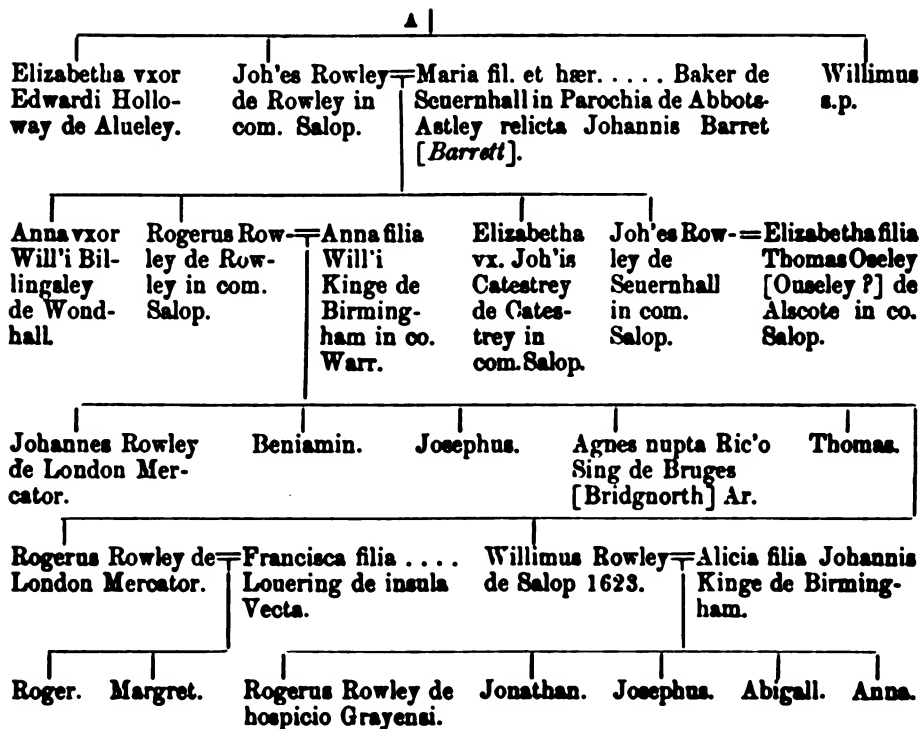 A
Elizabetha vxor
Edwardi Hollo-
way de Alueley.
Joh'es Rowley
de Rowley in
com. Salop.
Maria fil. et hær. . . . . Baker de
Seuernhall in Parochia de Abbots-
Astley relicta Johannis Barret
[Barrett].
Willimus
s.p.
Anna vxor
Will'i Bil-
lingsley
de Wond-
hall.
Rogerus Row-
ley de Row-
ley in com.
Salop.
Anna filia
Will'i
Kinge de
Birming-
ham in co.
Warr.
Elizabetha
vx. Joh'is
Catestrey
de Cates-
trey in
com. Salop.
Joh'es Row-
ley de
Seuernhall
in com.
Salop.
Elizabetha filia
Thomas Oseley
[Ouseley ?] de
Alscote in co.
Salop.
Johannes Rowley
de London Mer-
cator.
Beniamin.
Josephus.
Agnes nupta Ric'o
Sing de Bruges
[Bridgnorth] Ar.
Thomas.
Rogerus Rowley de
London Mercator.
Francisca filia . . . .
Louering de insula
Vecta.
Willimus Rowley
de Salop 1623.
Alicia filia Johannis
Kinge de Birming-
ham.
Roger.
Margret.
Rogerus Rowley de
hospicio Grayensi.
Jonathan.
Josephus.
Abigall.
Anna.